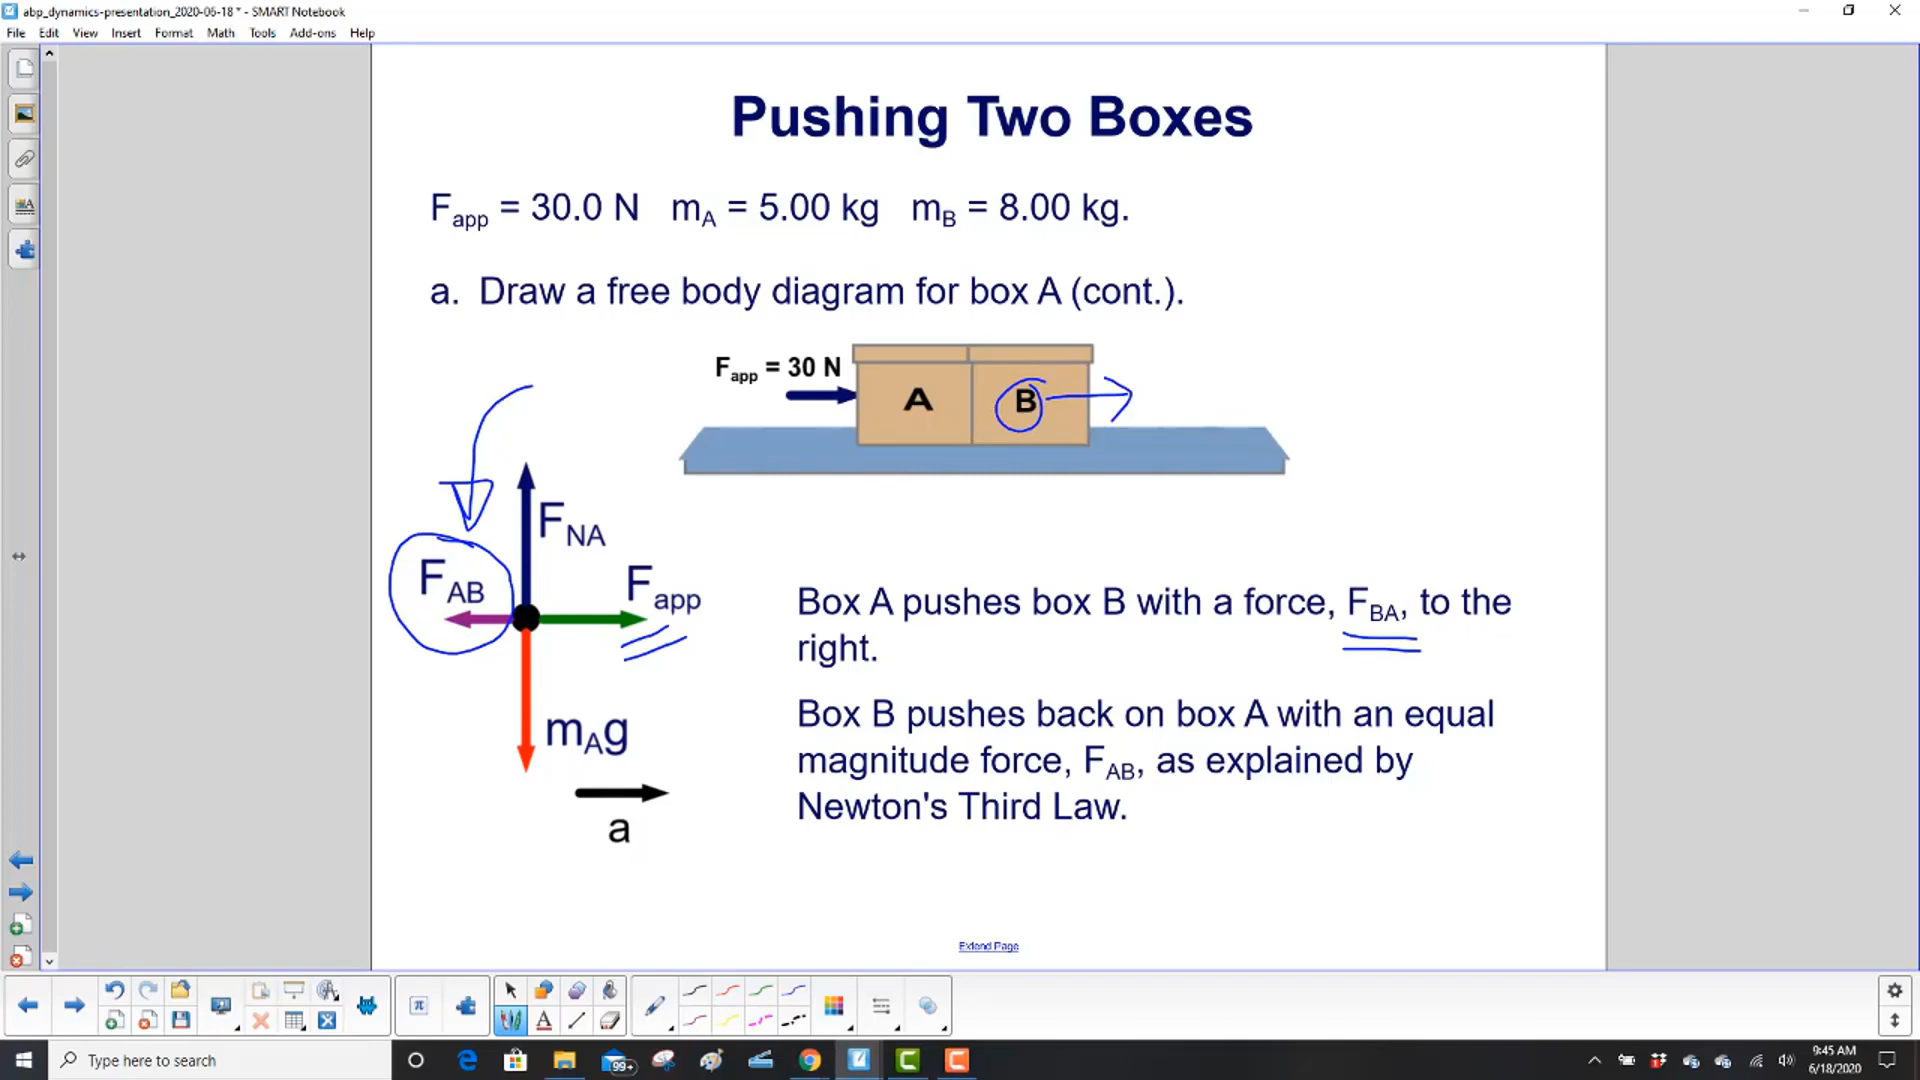 abp_dynamics-presentation_2020-06-18 * - SMART Notebook
File Edit View Insert Format Math Tools Add-ons Help
Pushing Two Boxes
Fapp = 30.0 N mA = 5.00 kg mB = 8.00 kg.
a. Draw a free body diagram for box A (cont.).
Fapp = 30 N
A B
FNA
FAB
Fapp
mAg
a
Box A pushes box B with a force, FBA, to the
right.
Box B pushes back on box A with an equal
magnitude force, FAB, as explained by
Newton's Third Law.
Extend Page
π
A
Type here to search
99+
9:45 AM
6/18/2020